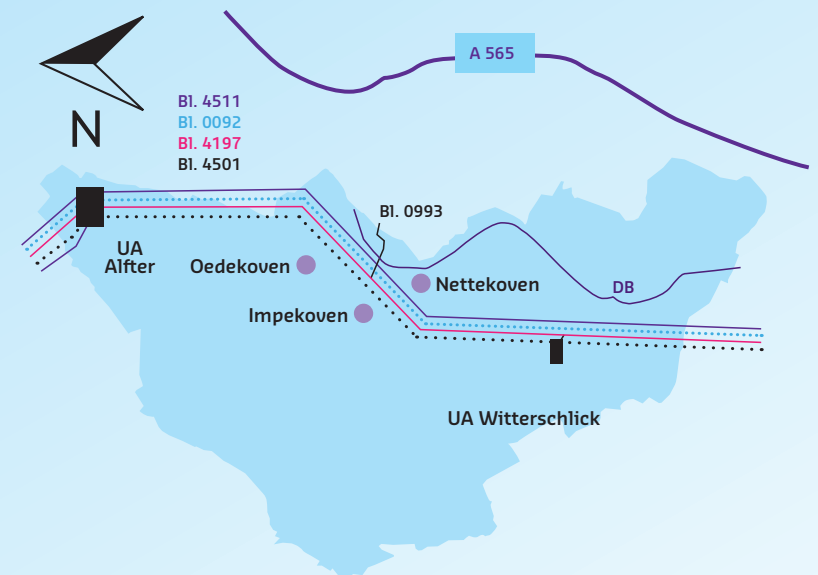 A 565
N
Bl. 4511
Bl. 0092
Bl. 4197
Bl. 4501
Bl. 0993
UA
Alfter
Oedekoven
Nettekoven
DB
Impekoven
UA Witterschlick